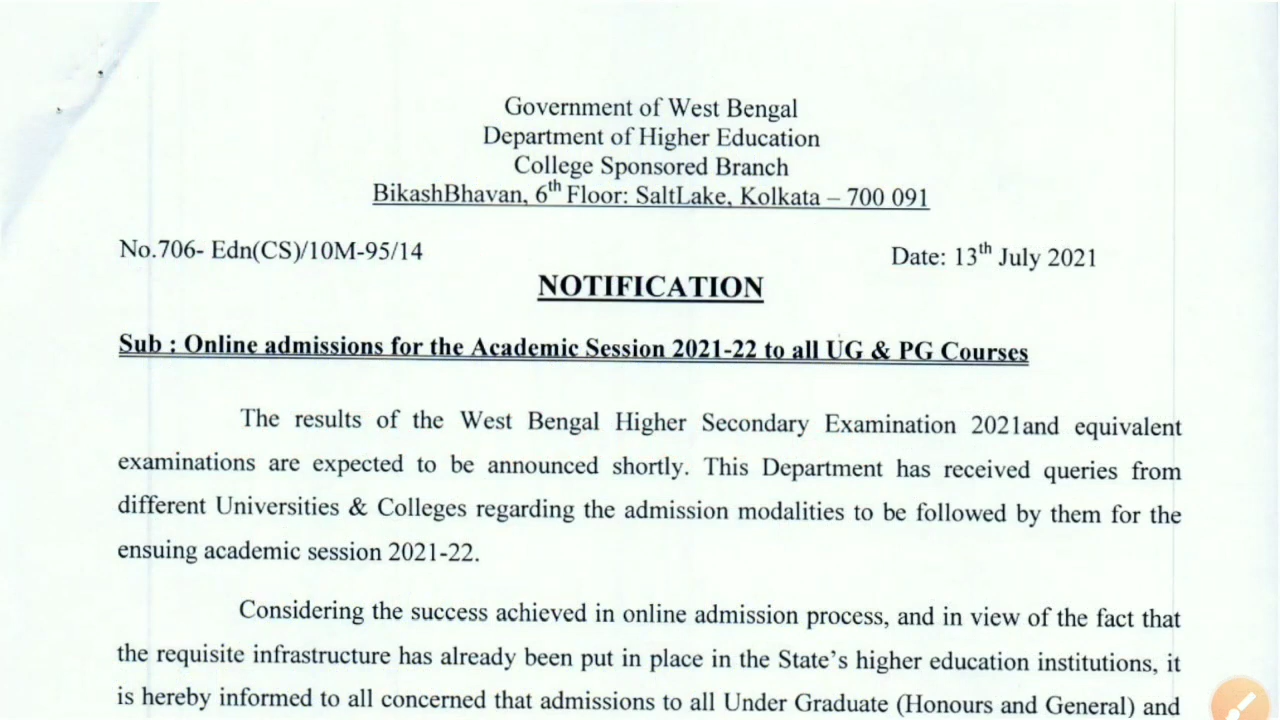 Government of West Bengal
Department of Higher Education
College Sponsored Branch
BikashBhavan, 6th Floor: SaltLake, Kolkata – 700 091
No.706- Edn(CS)/10M-95/14
Date: 13th July 2021
NOTIFICATION
Sub : Online admissions for the Academic Session 2021-22 to all UG & PG Courses
The results of the West Bengal Higher Secondary Examination 2021and equivalent
examinations are expected to be announced shortly. This Department has received queries from
different Universities & Colleges regarding the admission modalities to be followed by them for the
ensuing academic session 2021-22.
Considering the success achieved in online admission process, and in view of the fact that
the requisite infrastructure has already been put in place in the State's higher education institutions, it
is hereby informed to all concerned that admissions to all Under Graduate (Honours and General) and